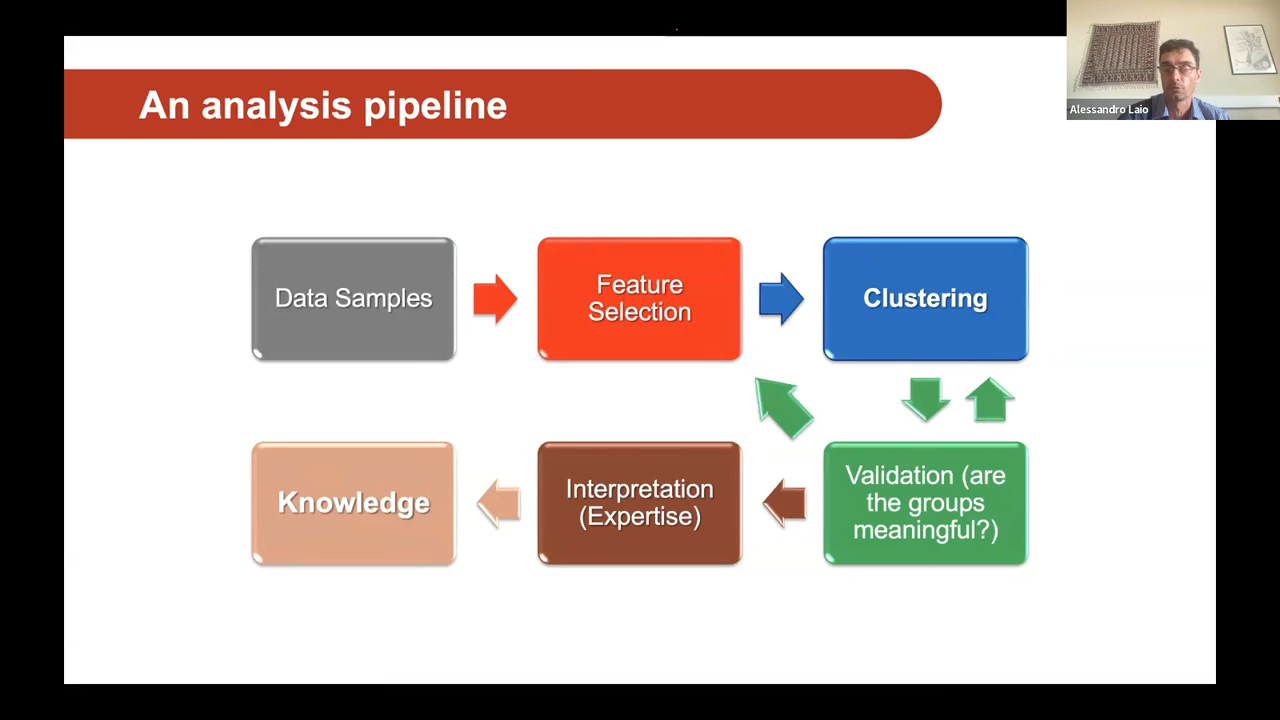 An analysis pipeline
Alessandro Laio
Data Samples
Feature
Selection
Clustering
Knowledge
Interpretation
(Expertise)
Validation (are
the groups
meaningful?)